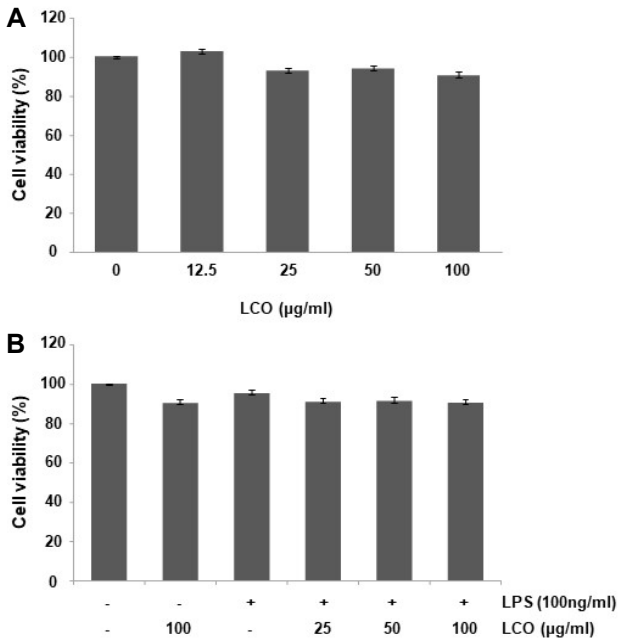 A
120
100
80
60
40
20
0
Cell viability (%)
0 12.5 25 50 100
LCO (µg/ml)
B
120
100
80
60
40
20
0
Cell viability (%)
- - + + + + LPS (100ng/ml)
- 100 - 25 50 100 LCO (µg/ml)